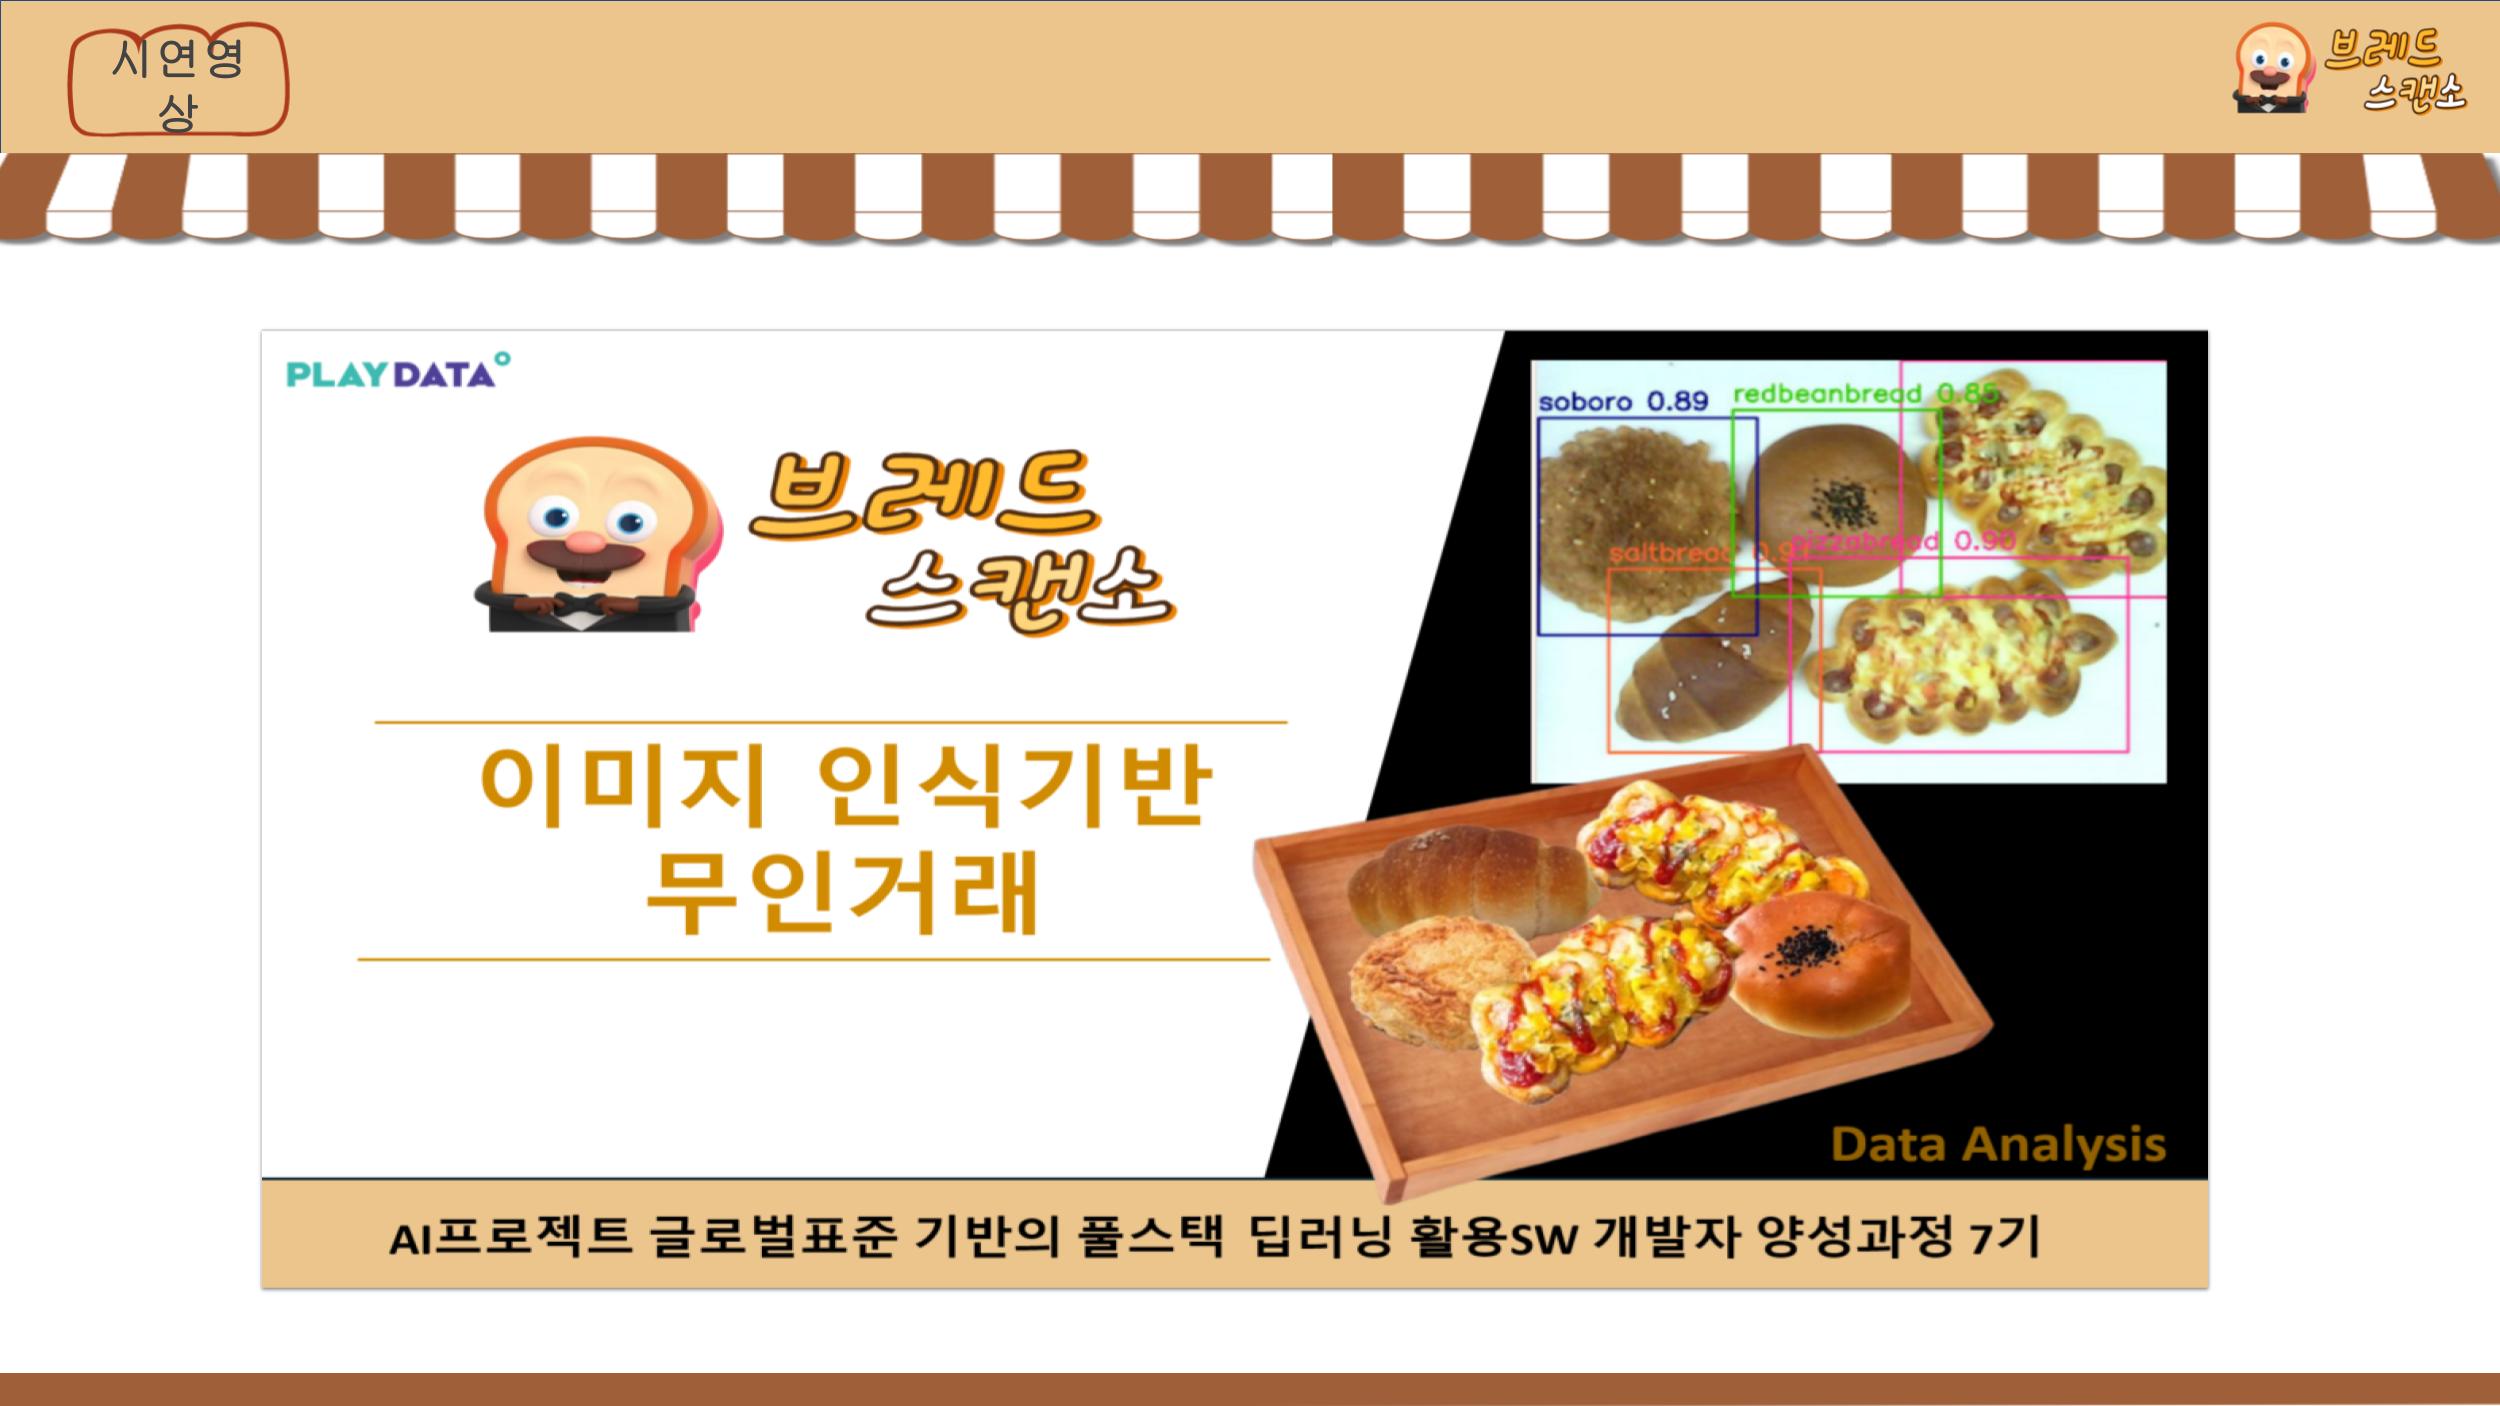 시연영
상
브레드
스캔소
PLAYDATA
브레드
스캔소
이미지 인식기반
무인거래
soboro 0.89
redbeanbread 0.85
saltbread 0.91
pizzabread 0.90
Data Analysis
AI프로젝트 글로벌표준 기반의 풀스택 딥러닝 활용SW 개발자 양성과정 7기